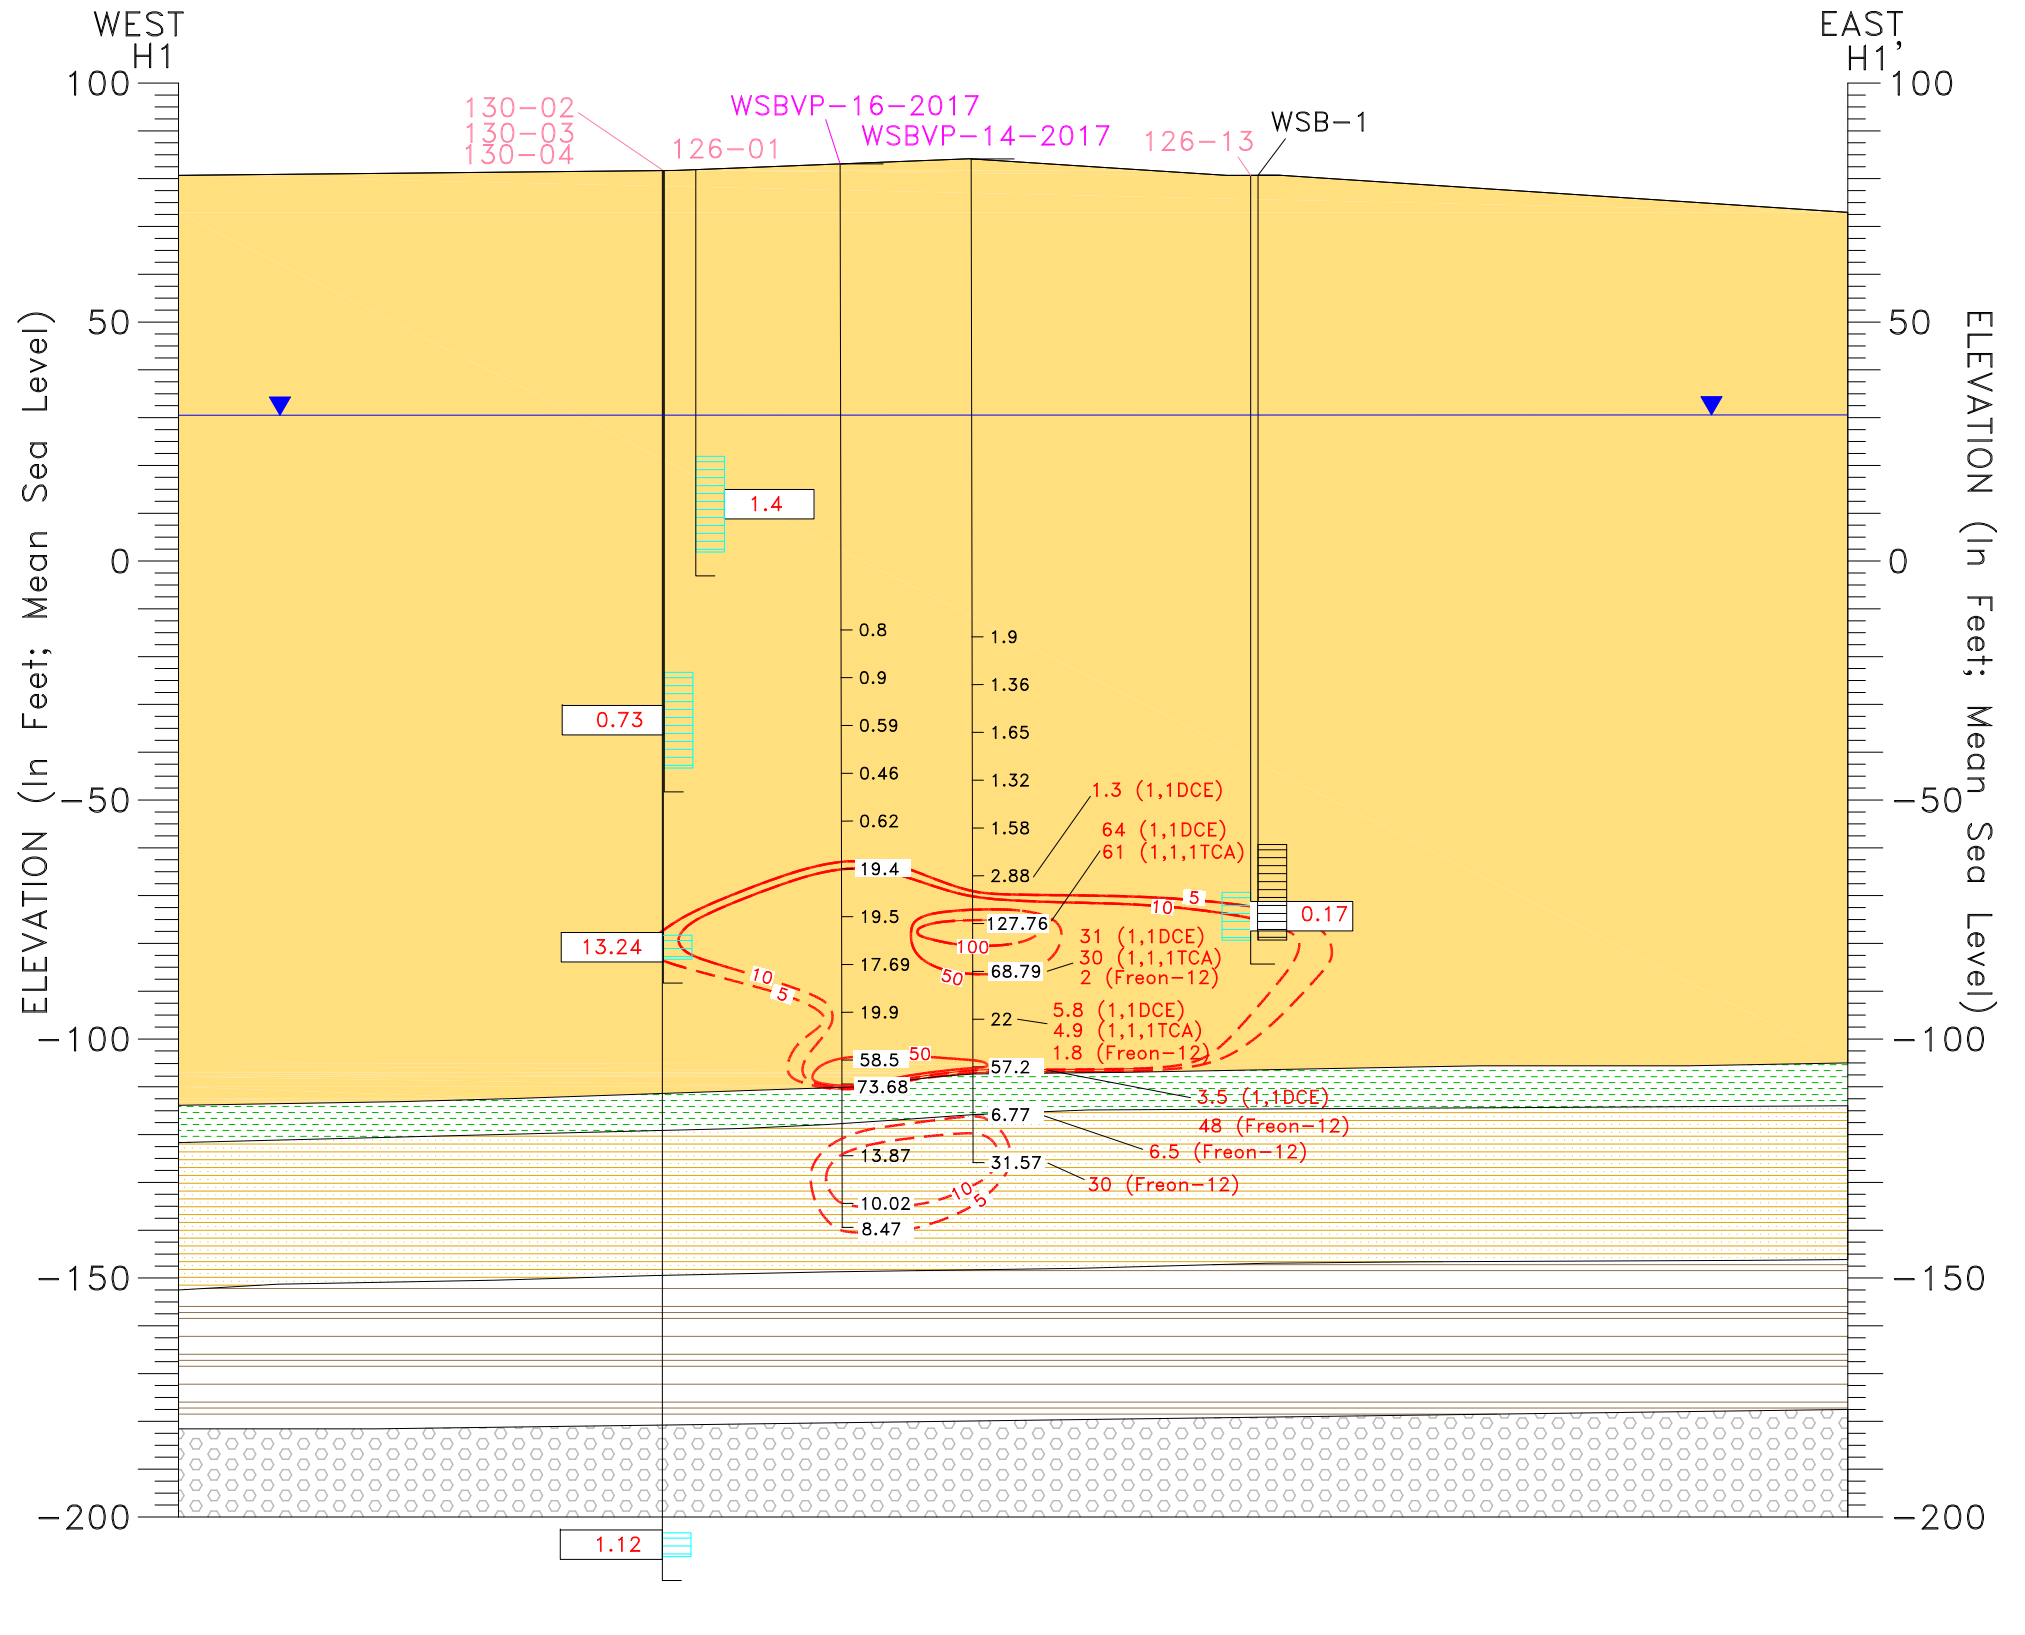 WEST
H1
EAST,
H1
100
50
0
-50
-100
-150
-200
ELEVATION (In Feet; Mean Sea Level)
130-02
130-03
130-04
126-01
WSBVP-16-2017
WSBVP-14-2017
126-13
WSB-1
100
50
0
-50
-100
-150
-200
ELEVATION (In Feet; Mean Sea Level)
1.4
0.73
13.24
1.12
0.17
0.8
0.9
0.59
0.46
0.62
19.4
19.5
17.69
19.9
58.5
73.68
13.87
10.02
8.47
1.9
1.36
1.65
1.32
1.58
2.88
127.76
68.79
22
57.2
6.77
31.57
1.3 (1,1DCE)
64 (1,1DCE)
61 (1,1,1TCA)
5
10
100
50
31 (1,1DCE)
30 (1,1,1TCA)
2 (Freon-12)
10
5
5.8 (1,1DCE)
4.9 (1,1,1TCA)
1.8 (Freon-12)
50
3.5 (1,1DCE)
48 (Freon-12)
6.5 (Freon-12)
30 (Freon-12)
10
5